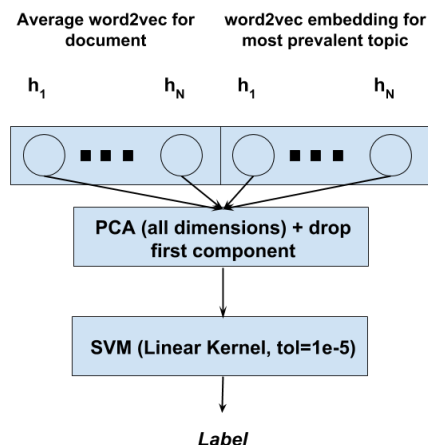 Average word2vec for
document
word2vec embedding for
most prevalent topic
h1
hN
h1
hN
PCA (all dimensions) + drop
first component
SVM (Linear Kernel, tol=1e-5)
Label